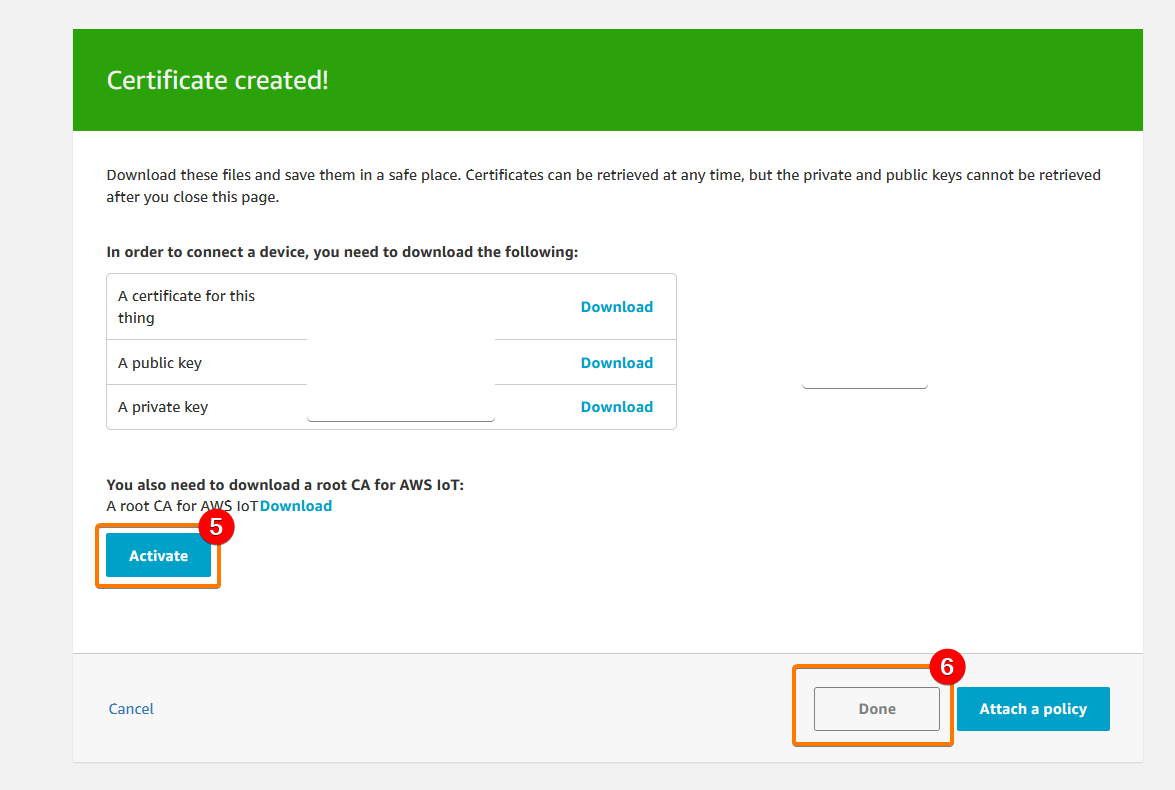 Certificate created!
Download these files and save them in a safe place. Certificates can be retrieved at any time, but the private and public keys cannot be retrieved
after you close this page.
In order to connect a device, you need to download the following:
A certificate for this
thing
Download
A public key
Download
A private key
Download
You also need to download a root CA for AWS IoT:
A root CA for AWS IoTDownload
5
Activate
6
Cancel
Done
Attach a policy